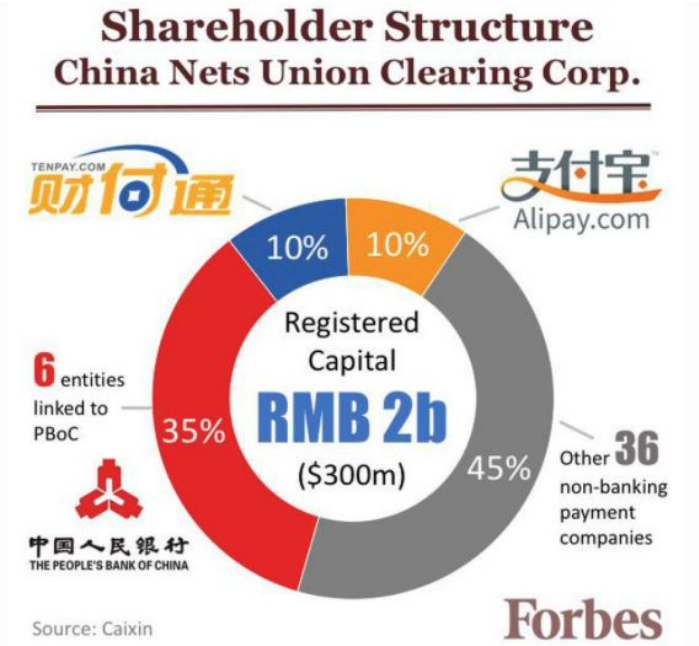 Shareholder Structure
China Nets Union Clearing Corp.
TENPAY.COM
财付通
支付宝
Alipay.com
10%
10%
Registered
Capital
RMB 2b
($300m)
6 entities
linked to
PBoC
35%
45%
Other 36
non-banking
payment
companies
中国人民银行
THE PEOPLE'S BANK OF CHINA
Source: Caixin
Forbes